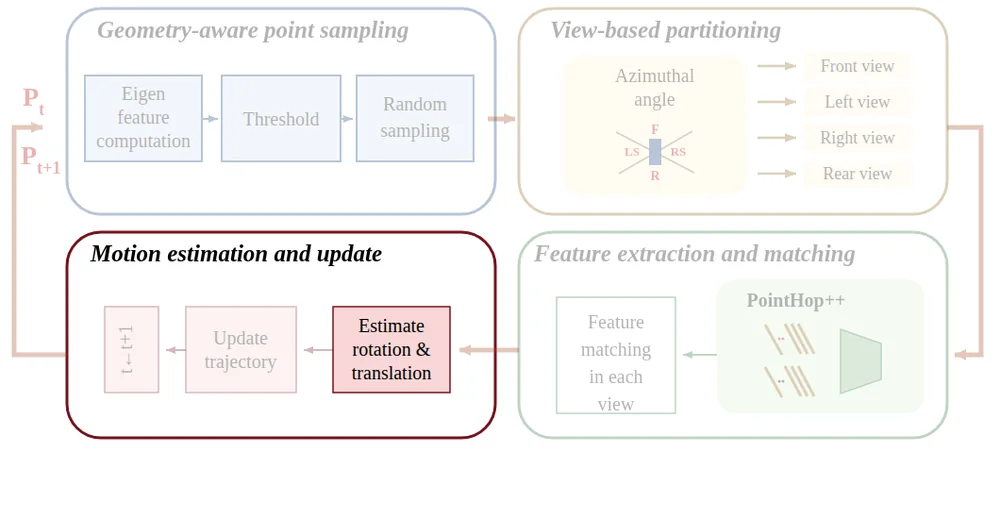 Geometry-aware point sampling
P_t
P_t+1
Eigen
feature
computation
Threshold
Random
sampling
View-based partitioning
Azimuthal
angle
F
LS
RS
R
Front view
Left view
Right view
Rear view
Motion estimation and update
t←t+1
Update
trajectory
Estimate
rotation &
translation
Feature extraction and matching
Feature
matching
in each
view
PointHop++
..
..